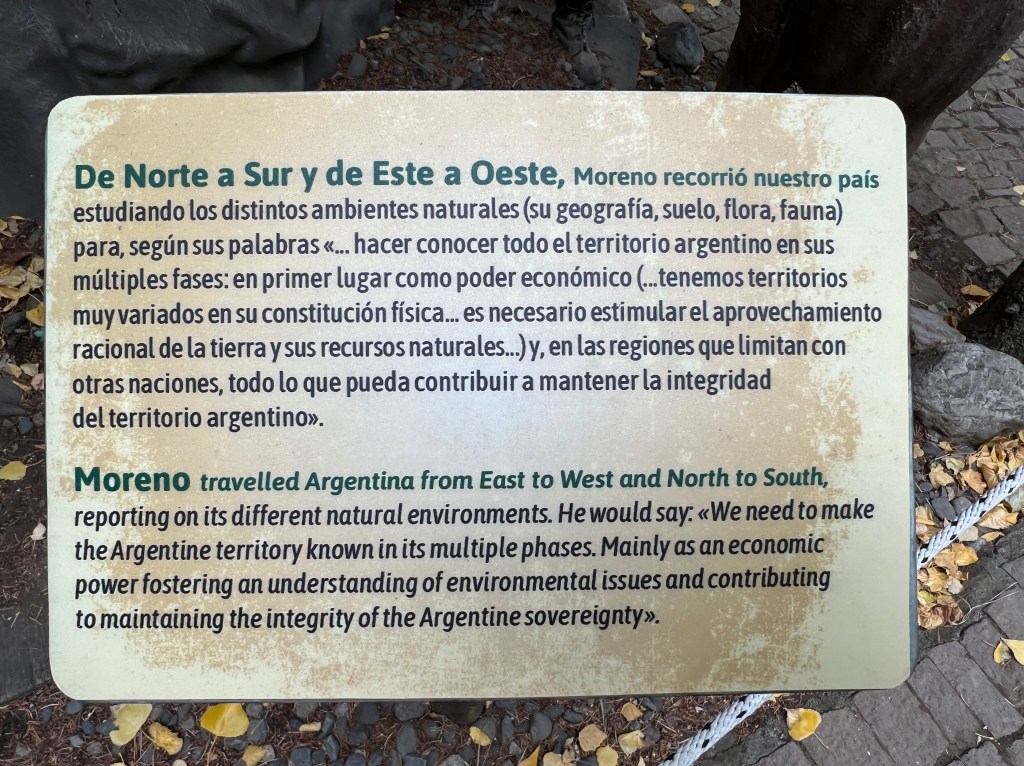 De Norte a Sur y de Este a Oeste, Moreno recorrió nuestro país
estudiando los distintos ambientes naturales (su geografía, suelo, flora, fauna)
para, según sus palabras «... hacer conocer todo el territorio argentino en sus
múltiples fases: en primer lugar como poder económico (...tenemos territorios
muy variados en su constitución física... es necesario estimular el aprovechamiento
racional de la tierra y sus recursos naturales...) y, en las regiones que limitan con
otras naciones, todo lo que pueda contribuir a mantener la integridad
del territorio argentino».
Moreno travelled Argentina from East to West and North to South,
reporting on its different natural environments. He would say: «We need to make
the Argentine territory known in its multiple phases. Mainly as an economic
power fostering an understanding of environmental issues and contributing
to maintaining the integrity of the Argentine sovereignty».